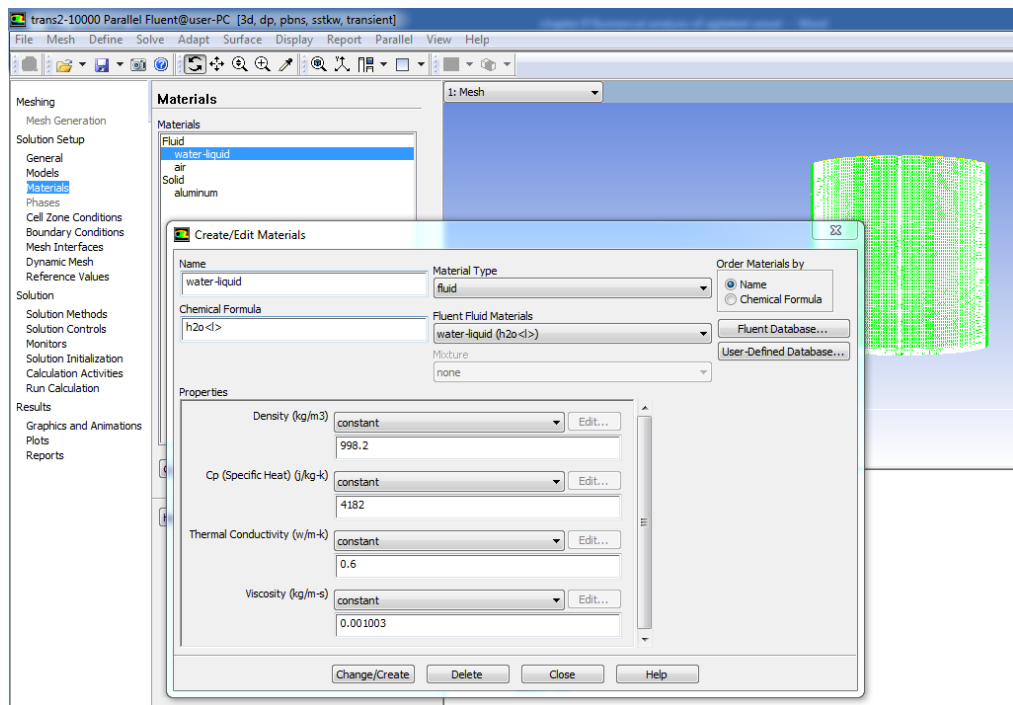 trans2-10000 Parallel Fluent@user-PC [3d, dp, pbns, sstkw, transient]
File Mesh Define Solve Adapt Surface Display Report Parallel View Help
Meshing
Mesh Generation
Solution Setup
General
Models
Materials
Phases
Cell Zone Conditions
Boundary Conditions
Mesh Interfaces
Dynamic Mesh
Reference Values
Solution
Solution Methods
Solution Controls
Monitors
Solution Initialization
Calculation Activities
Run Calculation
Results
Graphics and Animations
Plots
Reports
Materials
Materials
Fluid
water-liquid
air
Solid
aluminum
1: Mesh
Create/Edit Materials
Name
water-liquid
Chemical Formula
h2o<l>
Material Type
fluid
Fluent Fluid Materials
water-liquid (h2o<l>)
Mixture
none
Order Materials by
Name
Chemical Formula
Fluent Database...
User-Defined Database...
Properties
Density (kg/m3) constant Edit...
998.2
Cp (Specific Heat) (j/kg-k) constant Edit...
4182
Thermal Conductivity (w/m-k) constant Edit...
0.6
Viscosity (kg/m-s) constant Edit...
0.001003
Change/Create Delete Close Help